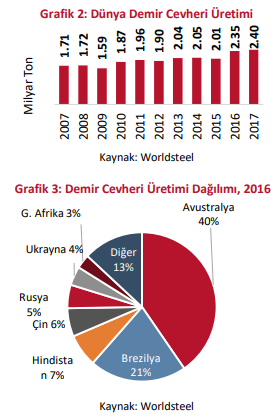 Grafik 2: Dünya Demir Cevheri Üretimi
Milyar Ton
1.71 1.72 1.59 1.87 1.96 1.90 2.04 2.05 2.01 2.35 2.40
2007 2008 2009 2010 2011 2012 2013 2014 2015 2016 2017
Kaynak: Worldsteel
Grafik 3: Demir Cevheri Üretimi Dağılımı, 2016
Avustralya
40%
G. Afrika 3%
Diğer
13%
Ukrayna 4%
Rusya
5%
Çin 6%
Hindista
n 7%
Brezilya
21%
Kaynak: Worldsteel